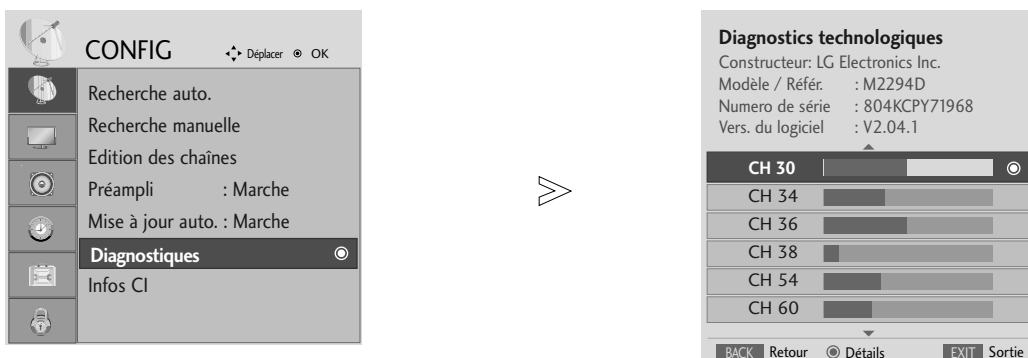 CONFIG Déplacer OK
Recherche auto.
Recherche manuelle
Edition des chaînes
Préampli : Marche
Mise à jour auto. : Marche
Diagnostiques
Infos CI
Diagnostics technologiques
Constructeur: LG Electronics Inc.
Modèle / Référ. : M2294D
Numero de série : 804KCPY71968
Vers. du logiciel : V2.04.1
CH 30
CH 34
CH 36
CH 38
CH 54
CH 60
BACK Retour Détails EXIT Sortie